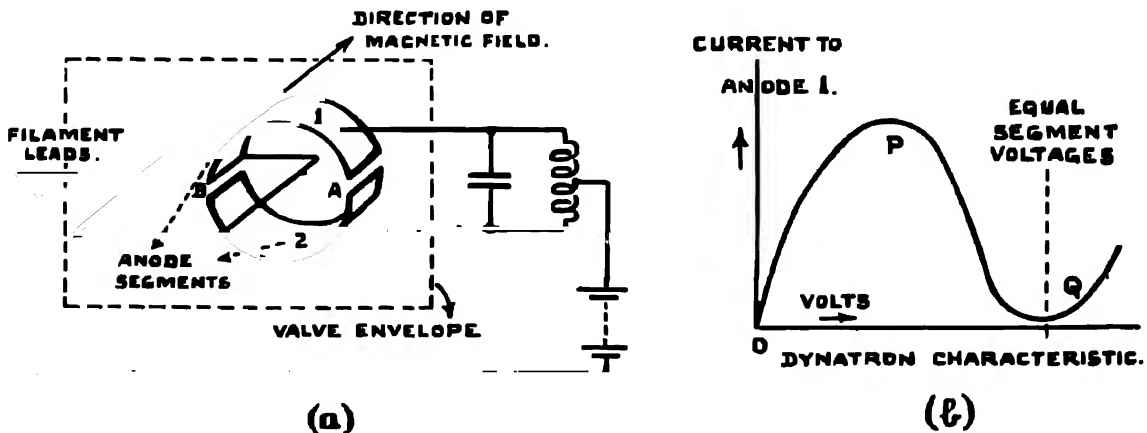 DIRECTION OF
MAGNETIC FIELD.
FILAMENT
LEADS.
1
B
A
2
ANODE
SEGMENTS
VALVE ENVELOPE
(a)
CURRENT TO
ANODE 1.
P
EQUAL
SEGMENT
VOLTAGES
Q
VOLTS
O
DYNATRON CHARACTERISTIC.
(b)